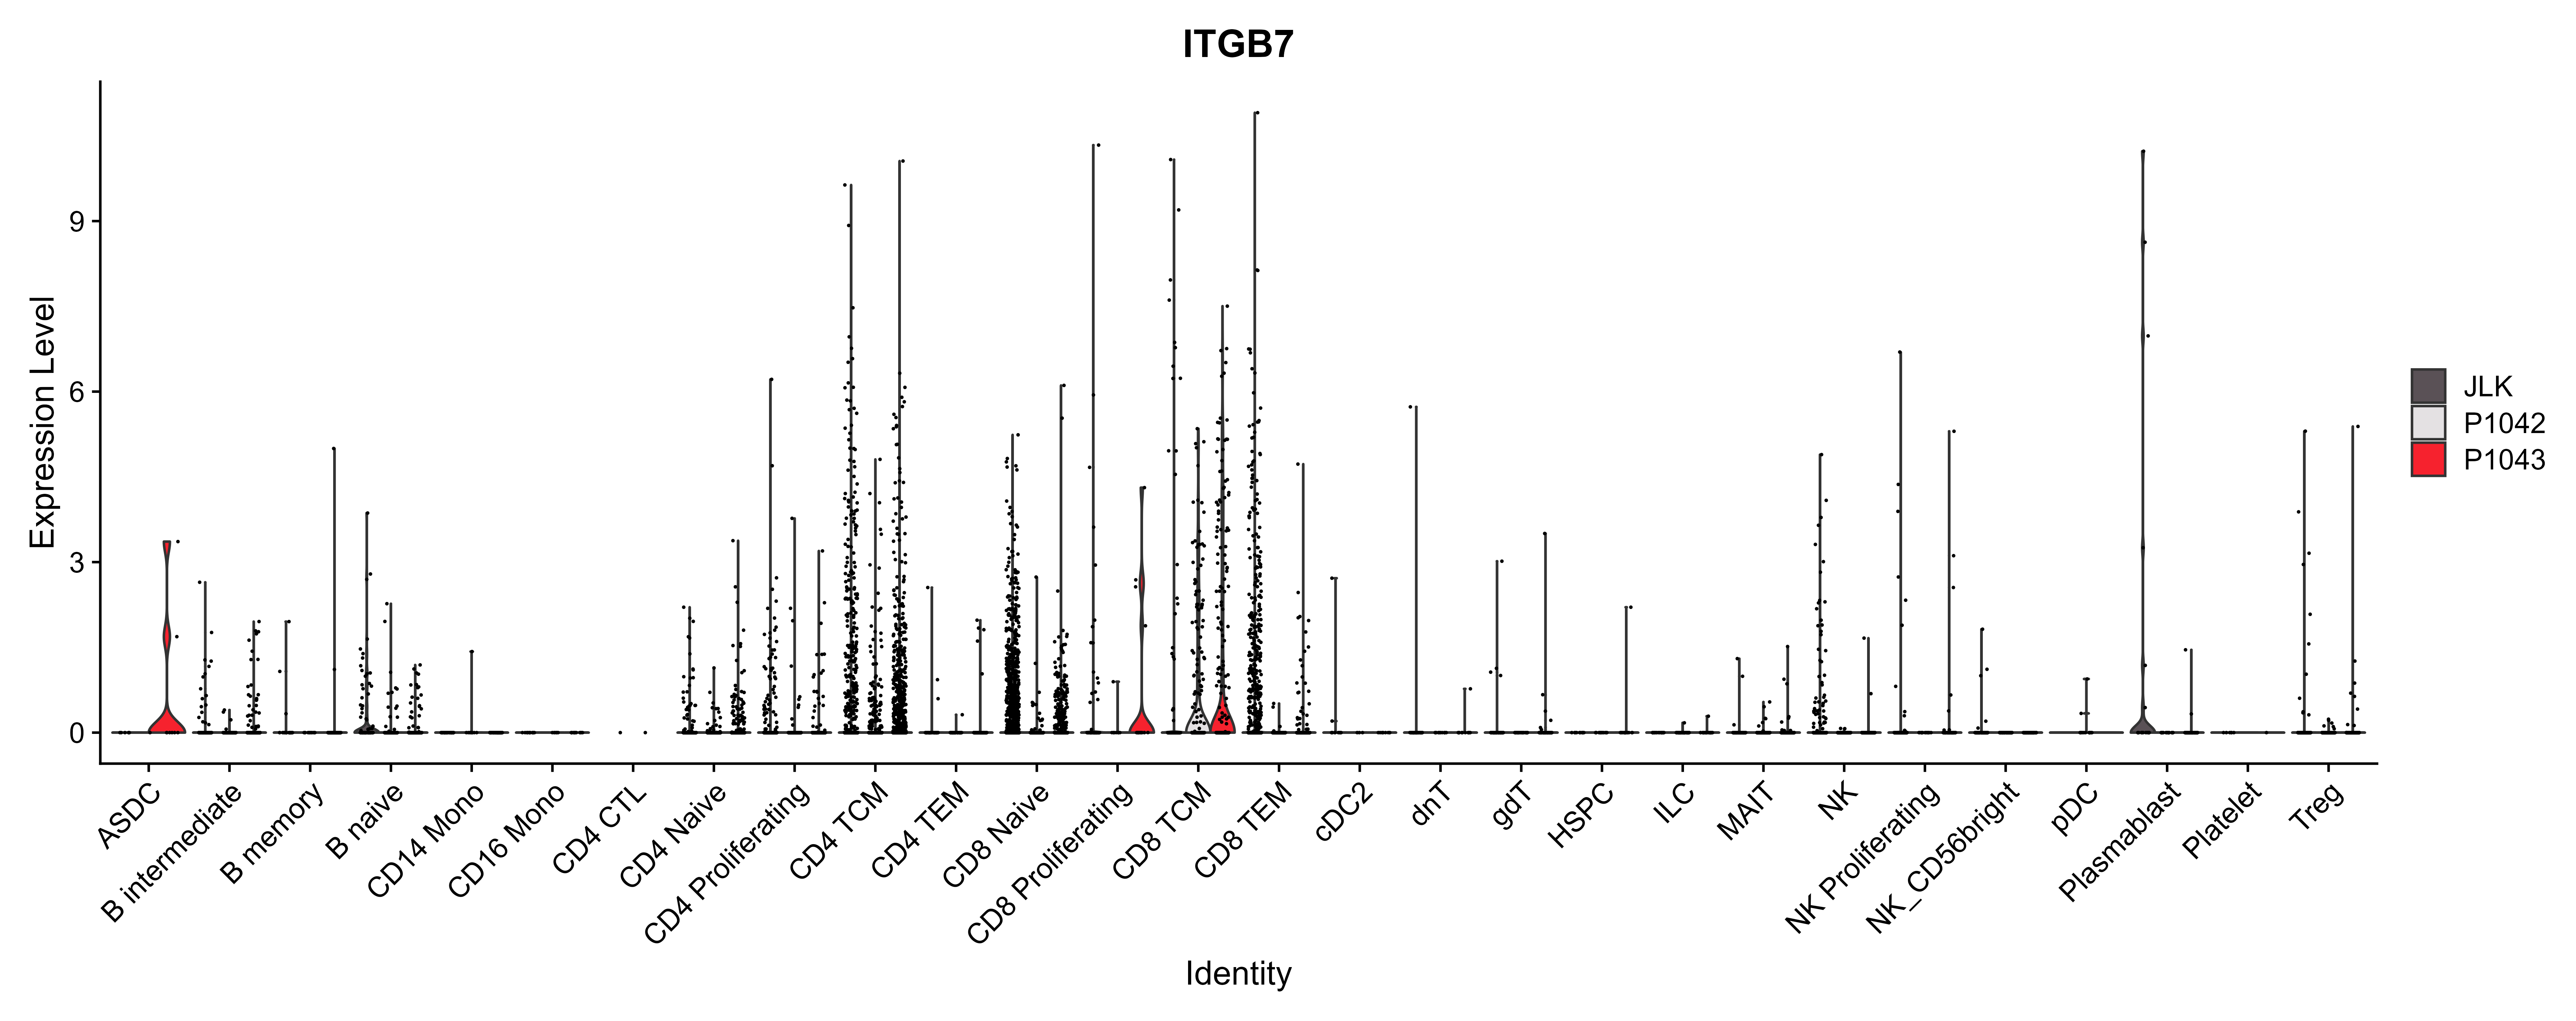 ITGB7
Expression Level
9
6
3
0
ASDC
B intermediate
B memory
B naive
CD14 Mono
CD16 Mono
CD4 CTL
CD4 Naive
CD4 Proliferating
CD4 TCM
CD4 TEM
CD8 Naive
CD8 Proliferating
CD8 TCM
CD8 TEM
cDC2
dnT
gdT
HSPC
ILC
MAIT
NK
NK Proliferating
NK_CD56bright
pDC
Plasmablast
Platelet
Treg
Identity
JLK
P1042
P1043